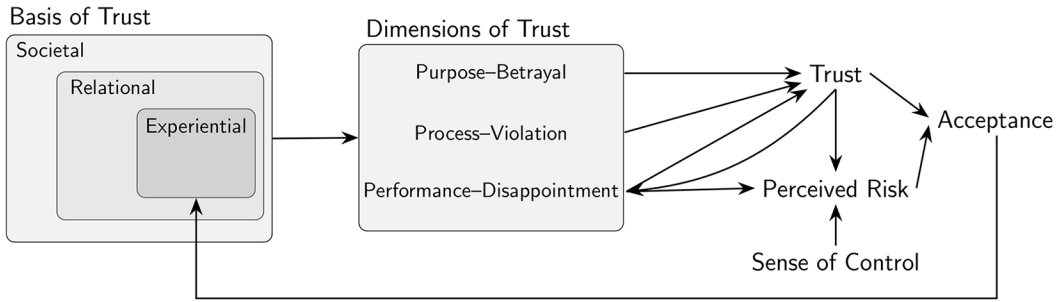 Basis of Trust
Societal
Relational
Experiential
Dimensions of Trust
Purpose–Betrayal
Process–Violation
Performance–Disappointment
Trust
Acceptance
Perceived Risk
Sense of Control